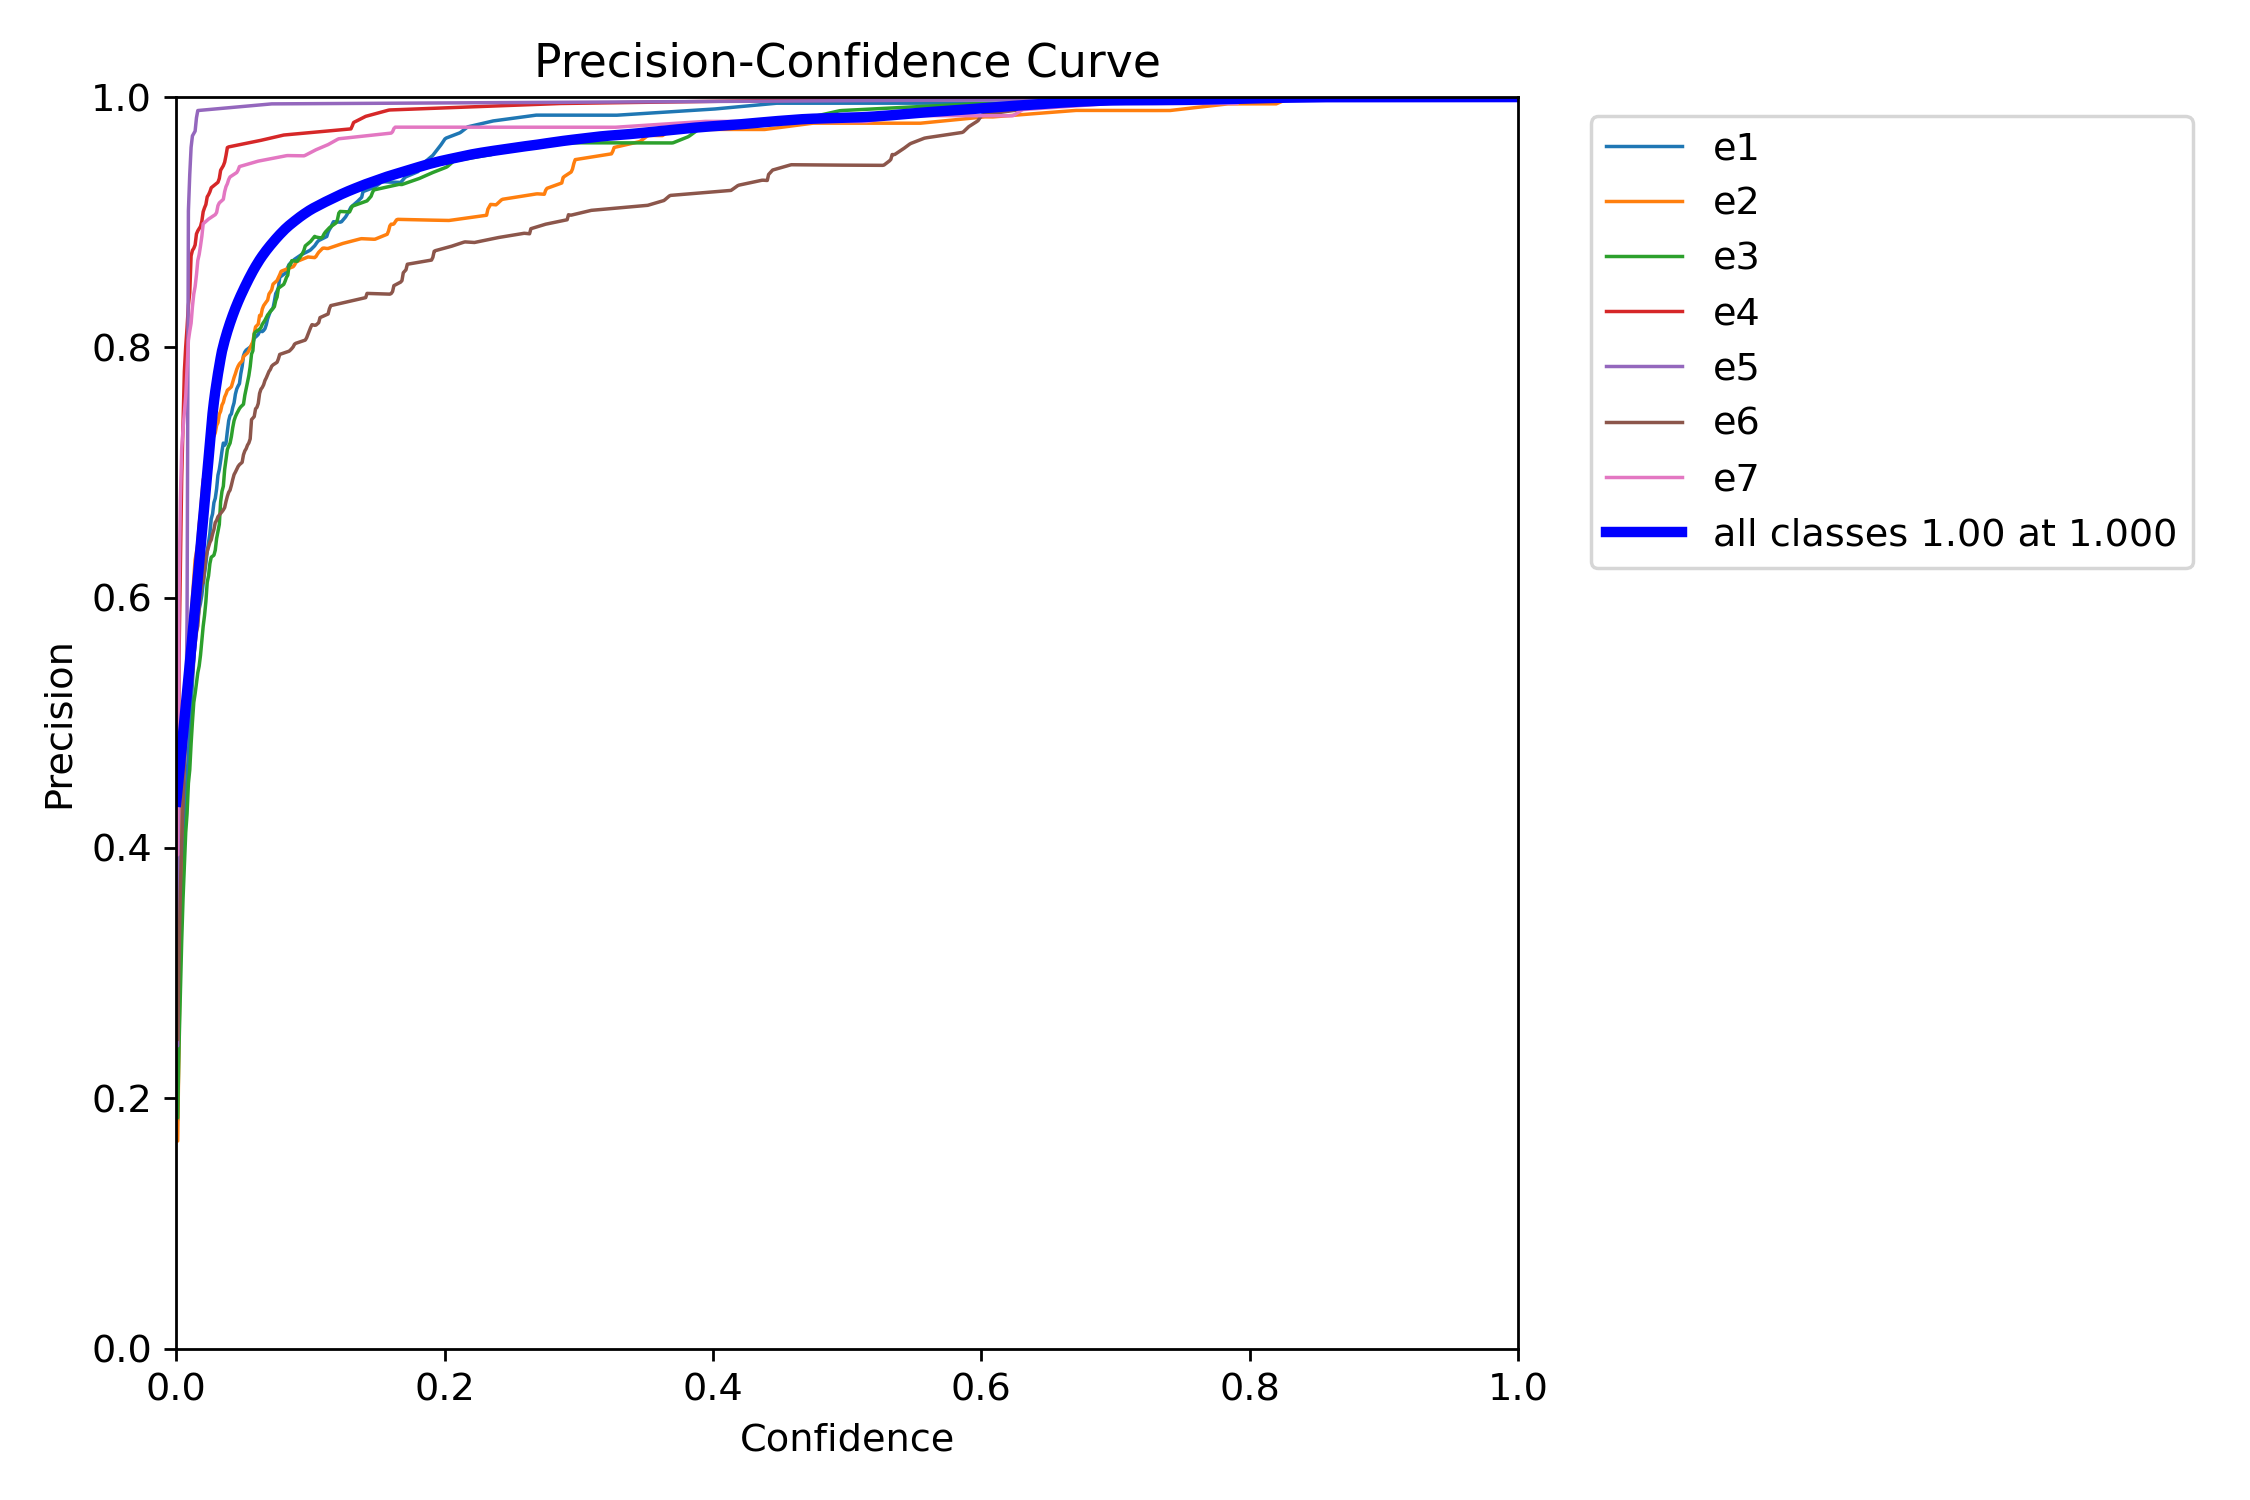 Precision-Confidence Curve
1.0
0.8
0.6
0.4
0.2
0.0
Precision
0.0 0.2 0.4 0.6 0.8 1.0
Confidence
e1
e2
e3
e4
e5
e6
e7
all classes 1.00 at 1.000